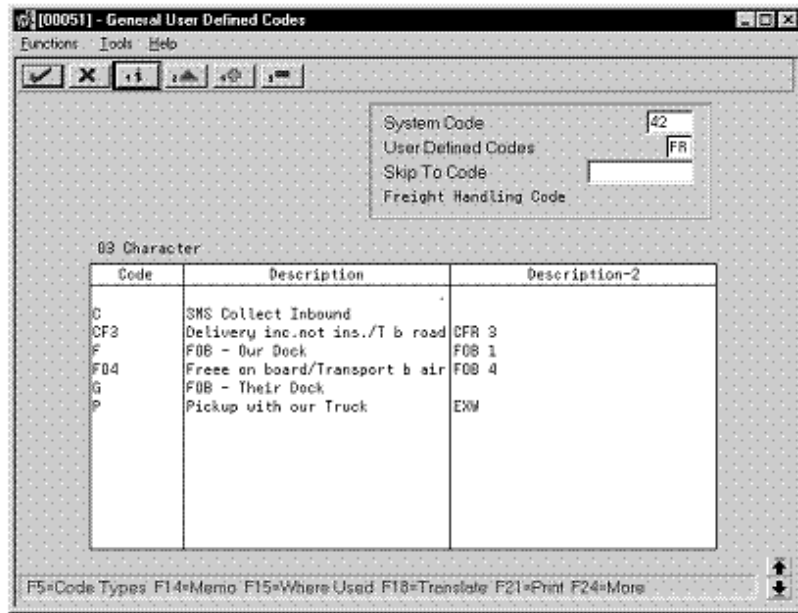 [00051] - General User Defined Codes
Functions Tools Help
System Code 42
User Defined Codes FR
Skip To Code
Freight Handling Code
03 Character
Code Description Description-2
.
C SMS Collect Inbound
CF3 Delivery inc.not ins./T b road CFR 3
F FOB - Our Dock FOB 1
F04 Freee on board/Transport b air FOB 4
G FOB - Their Dock
P Pickup with our Truck EXW
F5=Code Types F14=Memo F15=Where Used F18=Translate F21=Print F24=More